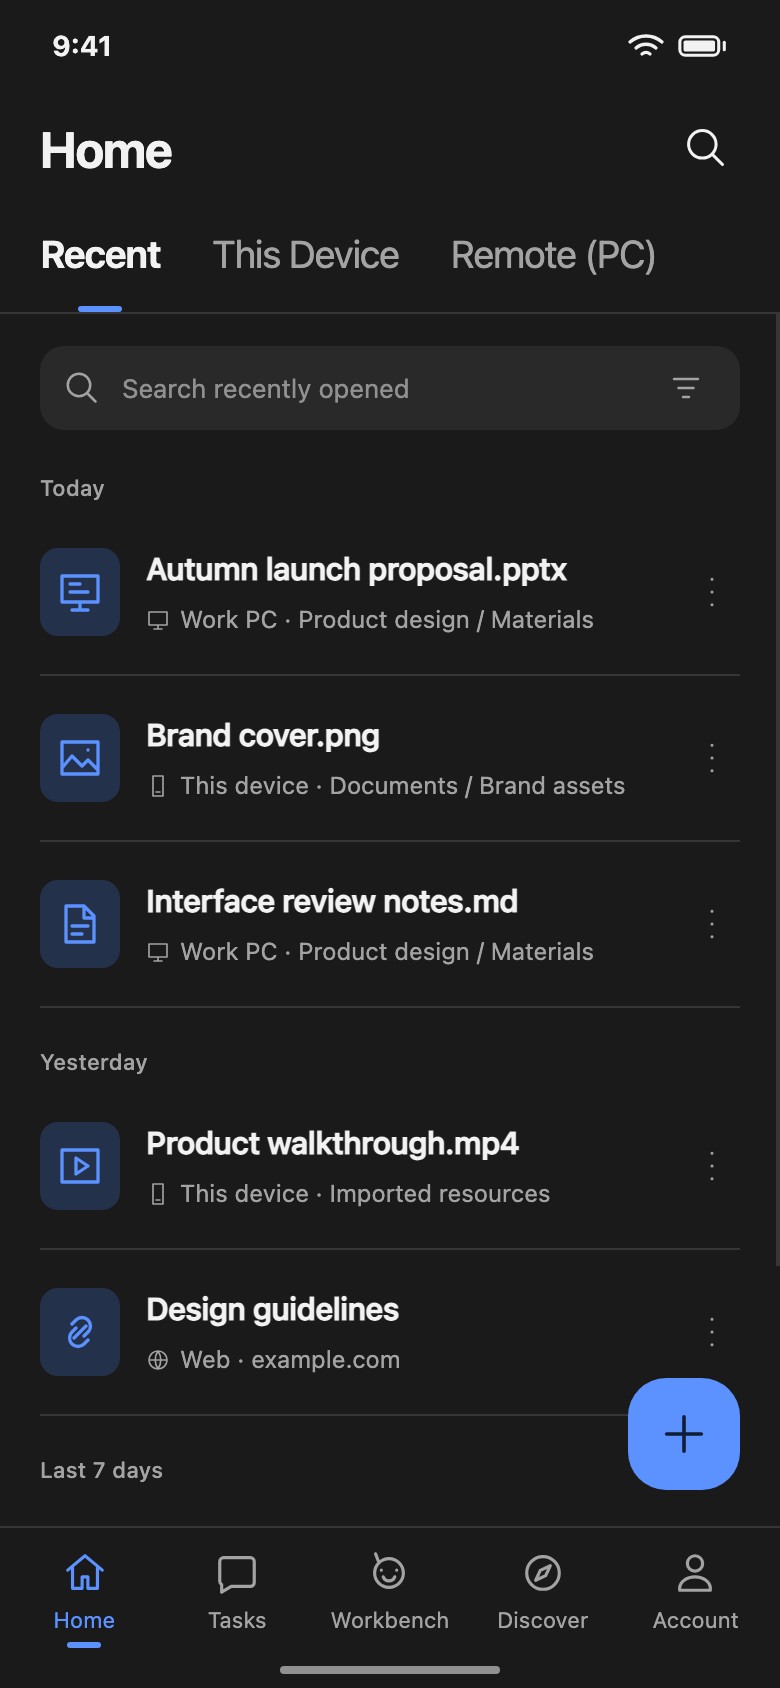 9:41
Home
Recent This Device Remote (PC)
Search recently opened
Today
Autumn launch proposal.pptx
Work PC · Product design / Materials
Brand cover.png
This device · Documents / Brand assets
Interface review notes.md
Work PC · Product design / Materials
Yesterday
Product walkthrough.mp4
This device · Imported resources
Design guidelines
Web · example.com
Last 7 days
Home Tasks Workbench Discover Account